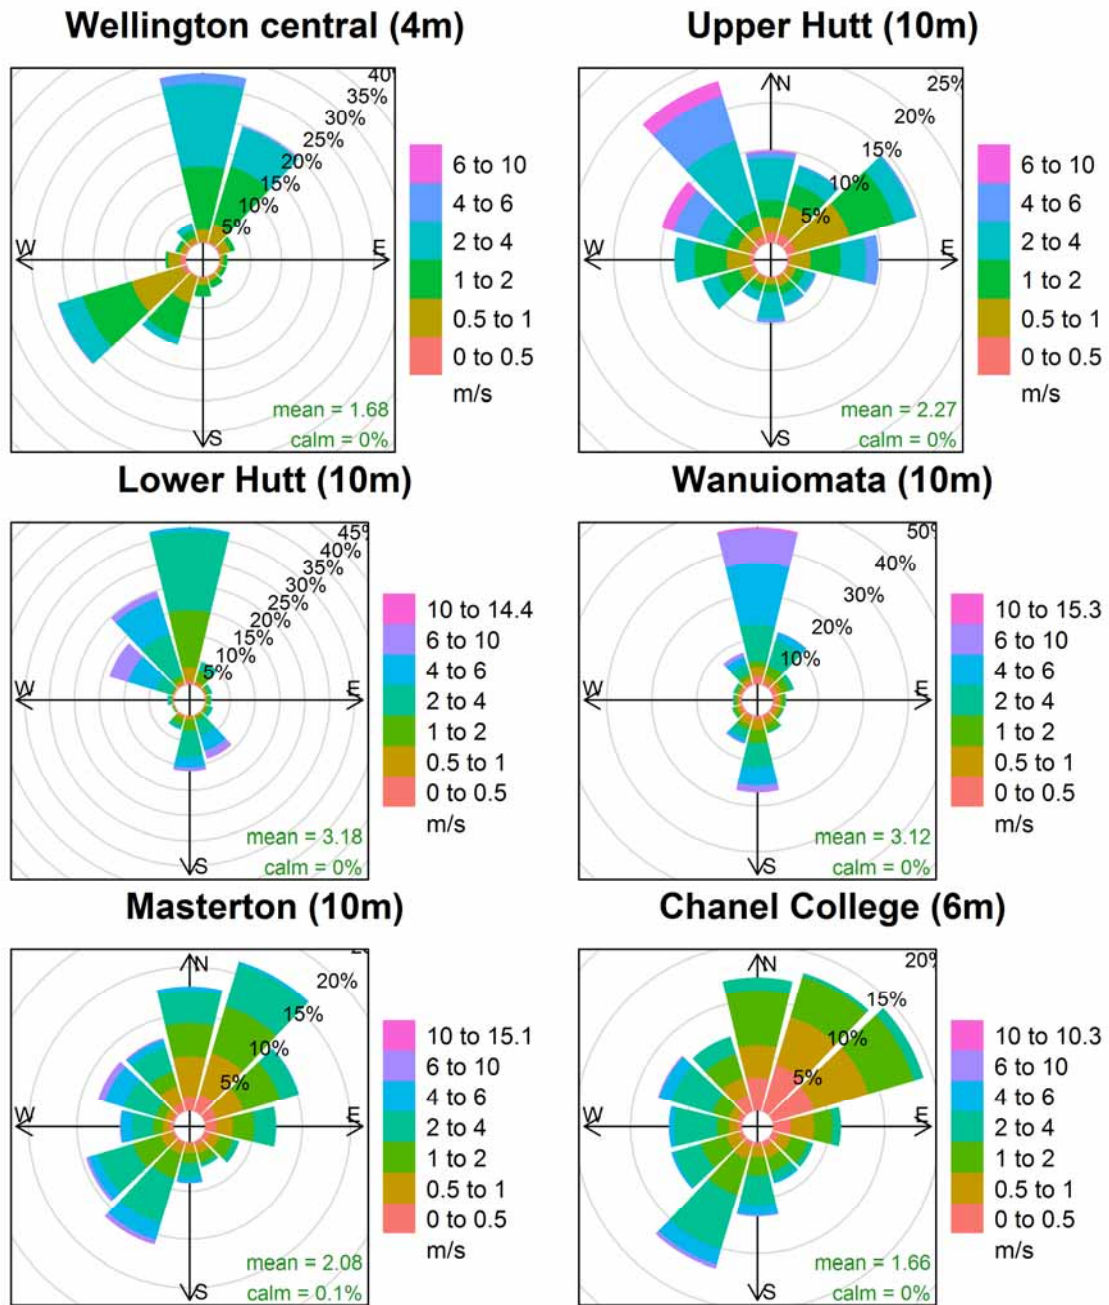 Wellington central (4m)
40%
35%
30%
25%
20%
15%
10%
5%
W
E
S
mean = 1.68
calm = 0%
6 to 10
4 to 6
2 to 4
1 to 2
0.5 to 1
0 to 0.5
m/s
Upper Hutt (10m)
25%
20%
15%
10%
5%
N
W
E
S
mean = 2.27
calm = 0%
6 to 10
4 to 6
2 to 4
1 to 2
0.5 to 1
0 to 0.5
m/s
Lower Hutt (10m)
45%
40%
35%
30%
25%
20%
15%
10%
5%
W
E
S
mean = 3.18
calm = 0%
10 to 14.4
6 to 10
4 to 6
2 to 4
1 to 2
0.5 to 1
0 to 0.5
m/s
Wanuiomata (10m)
50%
40%
30%
20%
10%
W
E
S
mean = 3.12
calm = 0%
10 to 15.3
6 to 10
4 to 6
2 to 4
1 to 2
0.5 to 1
0 to 0.5
m/s
Masterton (10m)
20%
15%
10%
5%
N
W
E
S
mean = 2.08
calm = 0.1%
10 to 15.1
6 to 10
4 to 6
2 to 4
1 to 2
0.5 to 1
0 to 0.5
m/s
Chanel College (6m)
20%
15%
10%
5%
N
W
E
S
mean = 1.66
calm = 0%
10 to 10.3
6 to 10
4 to 6
2 to 4
1 to 2
0.5 to 1
0 to 0.5
m/s